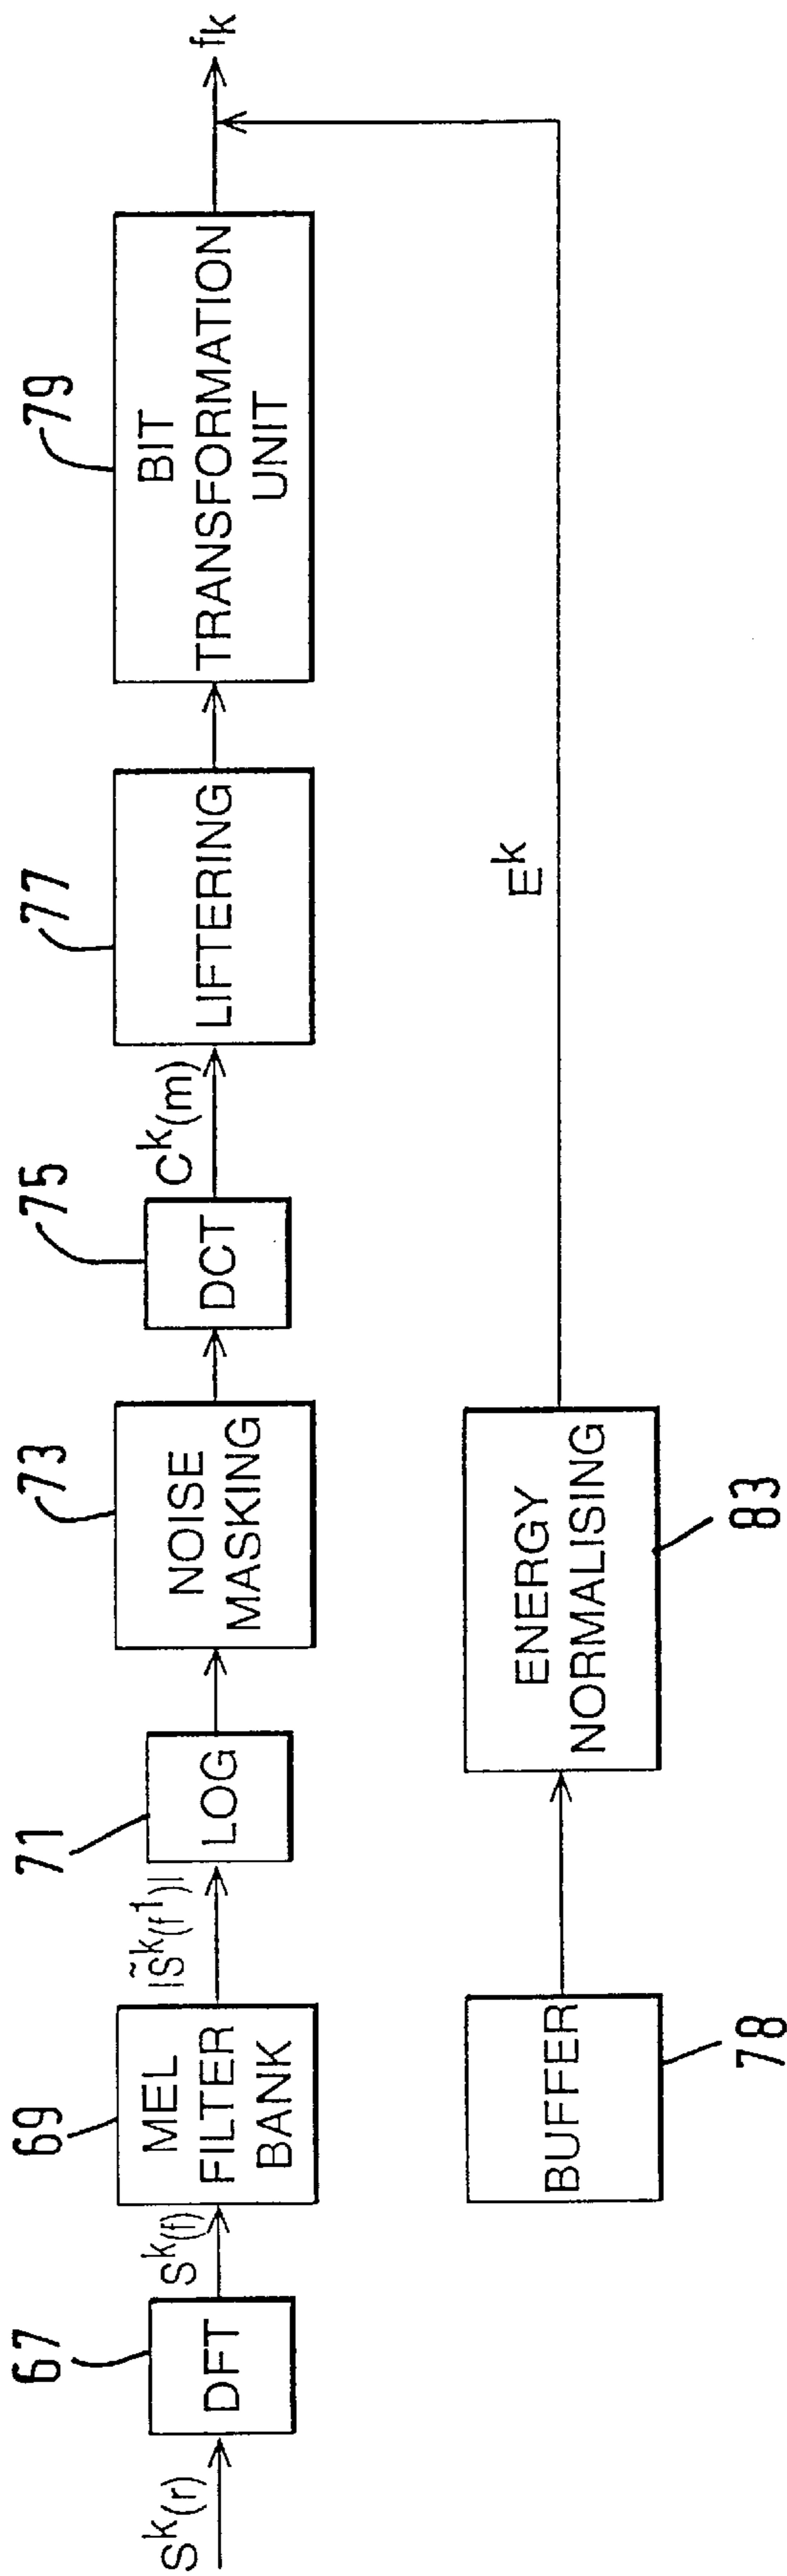 S^k(r)
67
DFT
S^k(f)
69
MEL
FILTER
BANK
|S̃^k(f^1)|
71
LOG
73
NOISE
MASKING
75
DCT
C^k(m)
77
LIFTERING
79
BIT
TRANSFORMATION
UNIT
f_k
BUFFER
78
ENERGY
NORMALISING
83
E^k